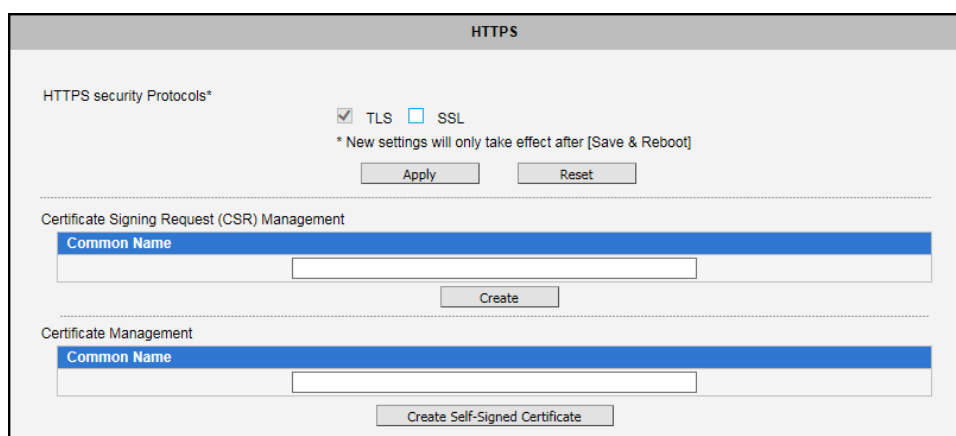 HTTPS
HTTPS security Protocols*
TLS SSL
* New settings will only take effect after [Save & Reboot]
Apply Reset
Certificate Signing Request (CSR) Management
Common Name
Create
Certificate Management
Common Name
Create Self-Signed Certificate